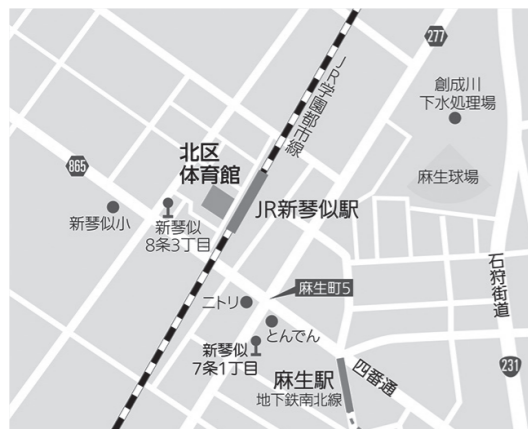 277
創成川
下水処理場
JR学園都市線
北区
体育館
865
麻生球場
JR新琴似駅
新琴似小
新琴似
8条3丁目
石狩街道
麻生町5
ニトリ
とんでん
新琴似
7条1丁目
四番通
231
麻生駅
地下鉄南北線